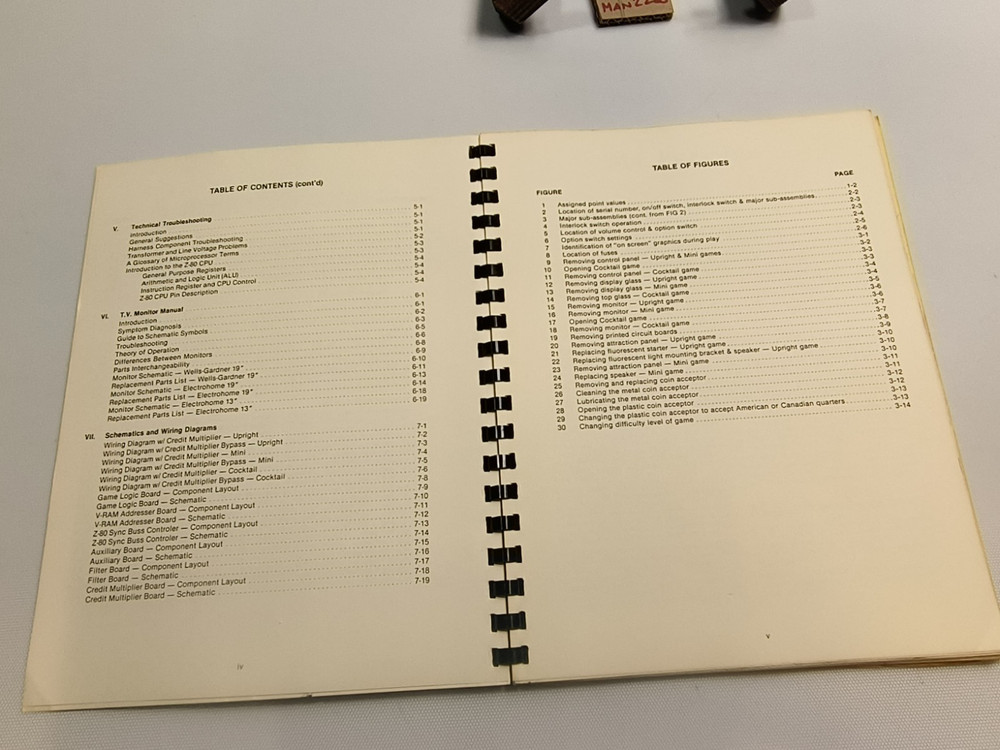 MAN220
TABLE OF CONTENTS (cont'd)
V. Technical Troubleshooting 5-1
Introduction 5-1
General Suggestions 5-1
Harness Component Troubleshooting 5-1
Transformer and Line Voltage Problems 5-2
A Glossary of Microprocessor Terms 5-3
Introduction to the Z-80 CPU 5-3
General Purpose Registers 5-4
Arithmetic and Logic Unit (ALU) 5-4
Instruction Register and CPU Control 5-4
Z-80 CPU Pin Description 5-4
VI. T.V. Monitor Manual 6-1
Introduction 6-1
Symptom Diagnosis 6-2
Guide to Schematic Symbols 6-3
Troubleshooting 6-5
Theory of Operation 6-6
Differences Between Monitors 6-8
Parts Interchangeability 6-9
Monitor Schematic — Wells-Gardner 19" 6-10
Replacement Parts List — Wells-Gardner 19" 6-11
Monitor Schematic — Electrohome 19" 6-13
Replacement Parts List — Electrohome 19" 6-14
Monitor Schematic — Electrohome 13" 6-18
Replacement Parts List — Electrohome 13" 6-19
VII. Schematics and Wiring Diagrams
Wiring Diagram w/ Credit Multiplier — Upright 7-1
Wiring Diagram w/ Credit Multiplier Bypass — Upright 7-2
Wiring Diagram w/ Credit Multiplier — Mini 7-3
Wiring Diagram w/ Credit Multiplier Bypass — Mini 7-4
Wiring Diagram w/ Credit Multiplier — Cocktail 7-5
Wiring Diagram w/ Credit Multiplier Bypass — Cocktail 7-6
Game Logic Board — Component Layout 7-8
Game Logic Board — Schematic 7-9
V-RAM Addresser Board — Component Layout 7-10
V-RAM Addresser Board — Schematic 7-11
Z-80 Sync Buss Controler — Component Layout 7-12
Z-80 Sync Buss Controler — Schematic 7-13
Auxiliary Board — Component Layout 7-14
Auxiliary Board — Schematic 7-15
Filter Board — Component Layout 7-16
Filter Board — Schematic 7-17
Credit Multiplier Board — Component Layout 7-18
Credit Multiplier Board — Schematic 7-19
iv
TABLE OF FIGURES
FIGURE PAGE
1 Assigned point values 1-2
2 Location of serial number, on/off switch, interlock switch & major sub-assemblies 2-2
3 Major sub-assemblies (cont. from FIG 2) 2-3
4 Interlock switch operation 2-3
5 Location of volume control & option switch 2-4
6 Option switch settings
7 Identification of "on screen" graphics during play 2-6
8 Location of fuses 3-1
9 Removing control panel — Upright & Mini games 3-2
10 Opening Cocktail game 3-3
11 Removing control panel — Cocktail game 3-3
12 Removing display glass — Upright game 3-4
13 Removing display glass — Mini game 3-4
14 Removing top glass — Cocktail game 3-5
15 Removing monitor — Upright game 3-6
16 Removing monitor — Mini game 3-6
17 Opening Cocktail game 3-7
18 Removing monitor — Cocktail game 3-7
19 Removing printed circuit boards 3-8
20 Removing attraction panel — Upright game 3-9
21 Replacing fluorescent starter — Upright game 3-10
22 Replacing fluorescent light mounting bracket & speaker — Upright game 3-10
23 Removing attraction panel — Mini game 3-10
24 Replacing speaker — Mini game 3-11
25 Removing and replacing coin acceptor 3-11
26 Cleaning the metal coin acceptor 3-12
27 Lubricating the metal coin acceptor 3-12
28 Opening the plastic coin acceptor 3-13
29 Changing the plastic coin acceptor to accept American or Canadian quarters 3-13
30 Changing difficulty level of game 3-14
v